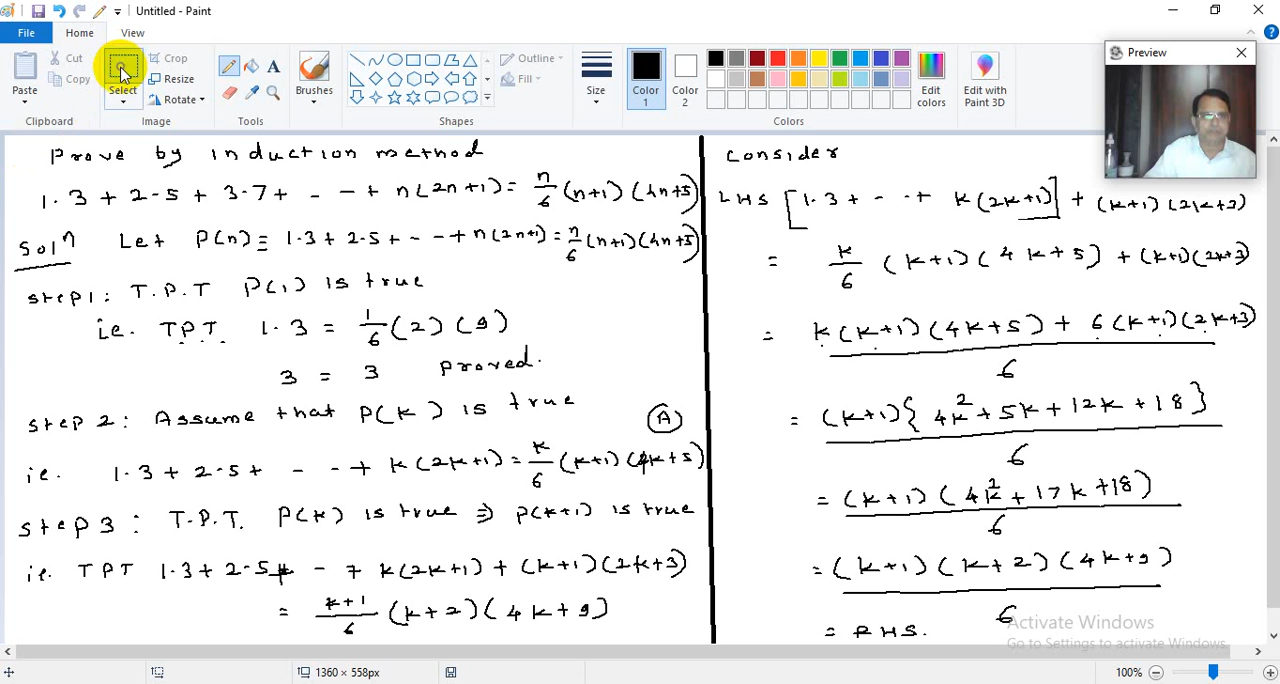 Untitled - Paint
File Home View
Cut
Crop
Copy
Resize
Paste
Select
Rotate
Brushes
Outline
Fill
Size
Color 1
Color 2
Edit colors
Edit with Paint 3D
Clipboard Image Tools Shapes Colors
Preview
Prove by induction method
1.3 + 2.5 + 3.7 + - - + n(2n+1) = n/6 (n+1)(4n+5)
Solⁿ Let P(n) ≡ 1.3 + 2.5 + - - + n(2n+1) = n/6 (n+1)(4n+5)
step1: T.P.T P(1) is true
ie. TPT. 1.3 = 1/6 (2)(9)
3 = 3 Proved.
step 2: Assume that P(k) is true
(A)
ie. 1.3 + 2.5 + - - + k(2k+1) = k/6 (k+1)(4k+5)
step 3: T.P.T. P(k) is true ⇒ P(k+1) is true
ie. TPT 1.3 + 2.5 + - + k(2k+1) + (k+1)(2k+3)
= k+1/6 (k+2)(4k+9)
Consider
LHS [1.3 + - - + k(2k+1)] + (k+1)(2k+3)
= k/6 (k+1)(4k+5) + (k+1)(2k+3)
= k(k+1)(4k+5) + 6(k+1)(2k+3)
6
= (k+1){4k² + 5k + 12k + 18}
6
= (k+1)(4k² + 17k + 18)
6
= (k+1)(k+2)(4k+9)
6
= RHS.
Activate Windows
Go to Settings to activate Windows.
1360 × 558px
100%